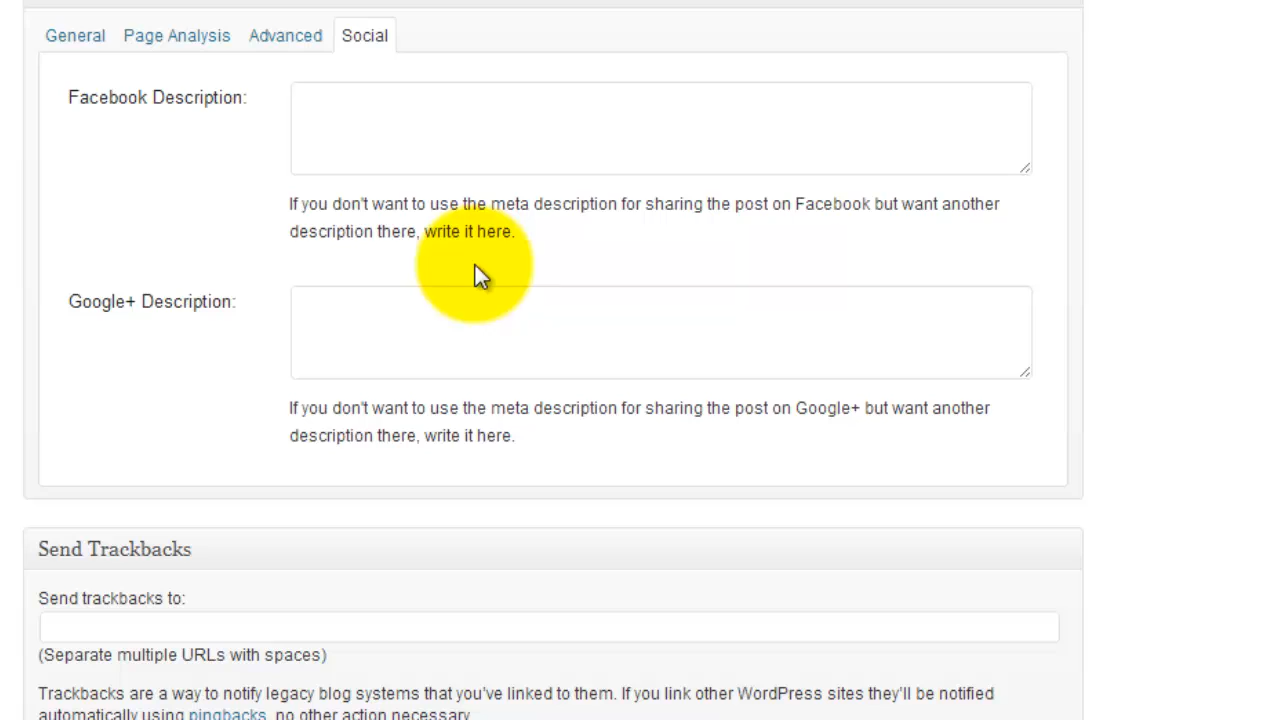 General Page Analysis Advanced Social
Facebook Description:
If you don't want to use the meta description for sharing the post on Facebook but want another
description there, write it here.
Google+ Description:
If you don't want to use the meta description for sharing the post on Google+ but want another
description there, write it here.
Send Trackbacks
Send trackbacks to:
(Separate multiple URLs with spaces)
Trackbacks are a way to notify legacy blog systems that you've linked to them. If you link other WordPress sites they'll be notified
automatically using pingbacks, no other action necessary.